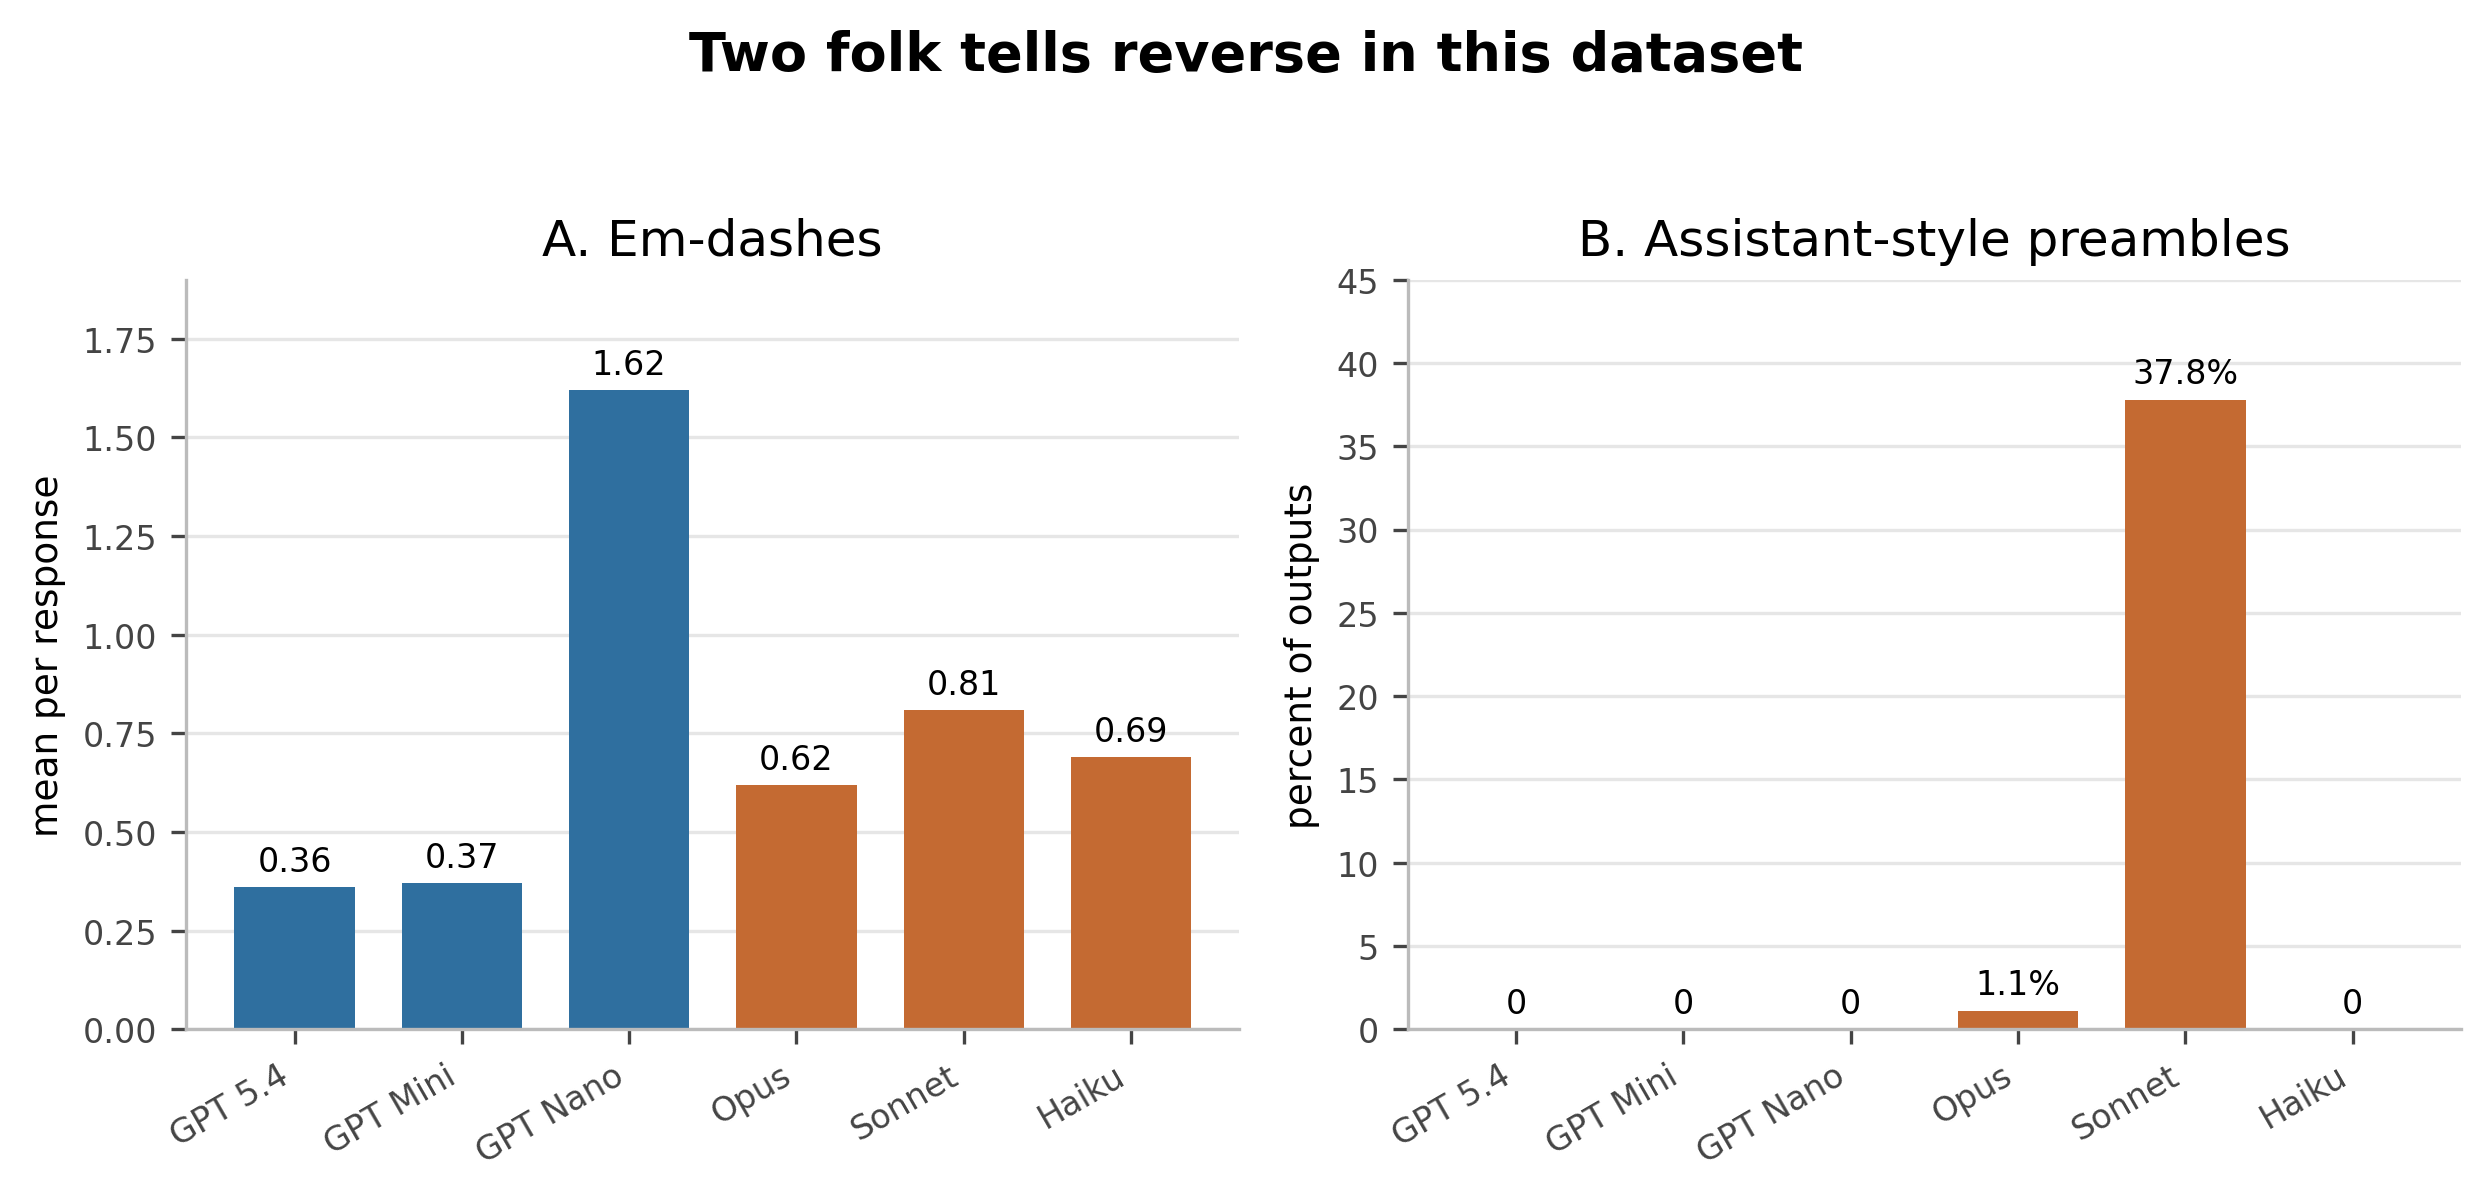 Two folk tells reverse in this dataset
A. Em-dashes
mean per response
1.75
1.50
1.25
1.00
0.75
0.50
0.25
0.00
0.36
0.37
1.62
0.62
0.81
0.69
GPT 5.4
GPT Mini
GPT Nano
Opus
Sonnet
Haiku
B. Assistant-style preambles
percent of outputs
45
40
35
30
25
20
15
10
5
0
0
0
0
1.1%
37.8%
0
GPT 5.4
GPT Mini
GPT Nano
Opus
Sonnet
Haiku